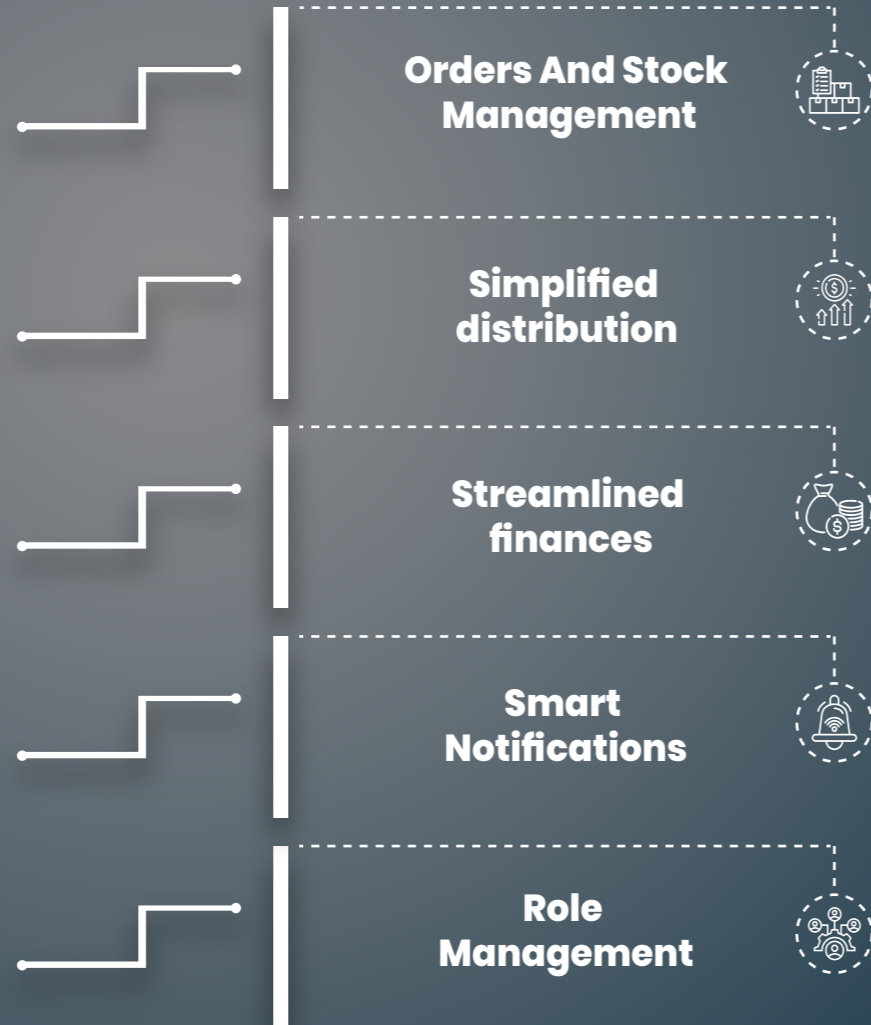 Orders And Stock
Management
Simplified
distribution
Streamlined
finances
Smart
Notifications
Role
Management